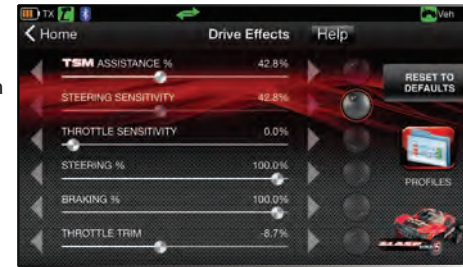 TX Veh
Home Drive Effects Help
TSM ASSISTANCE % 42.8%
RESET TO
DEFAULTS
STEERING SENSITIVITY 42.8%
THROTTLE SENSITIVITY 0.0%
STEERING % 100.0%
PROFILES
BRAKING % 100.0%
THROTTLE TRIM -8.7%
SLASH